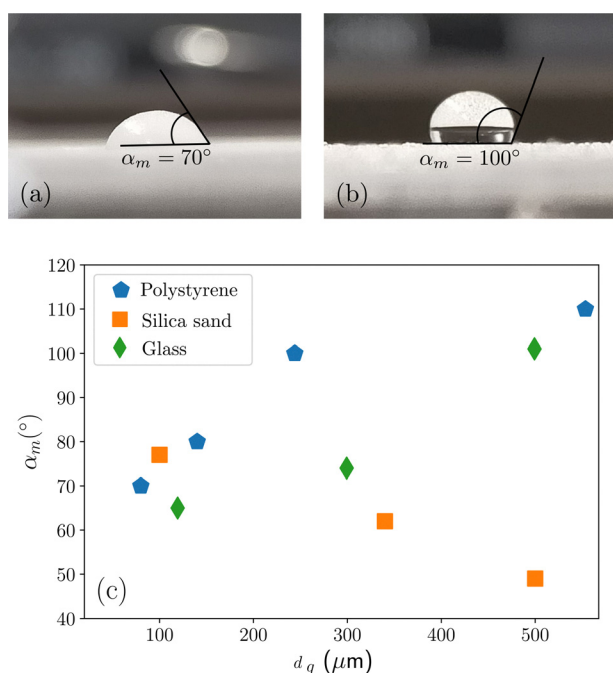 α_m = 70°
(a)
α_m = 100°
(b)
120
110
100
90
80
70
60
50
40
α_m(°)
Polystyrene
Silica sand
Glass
(c)
100 200 300 400 500
d_g (μm)